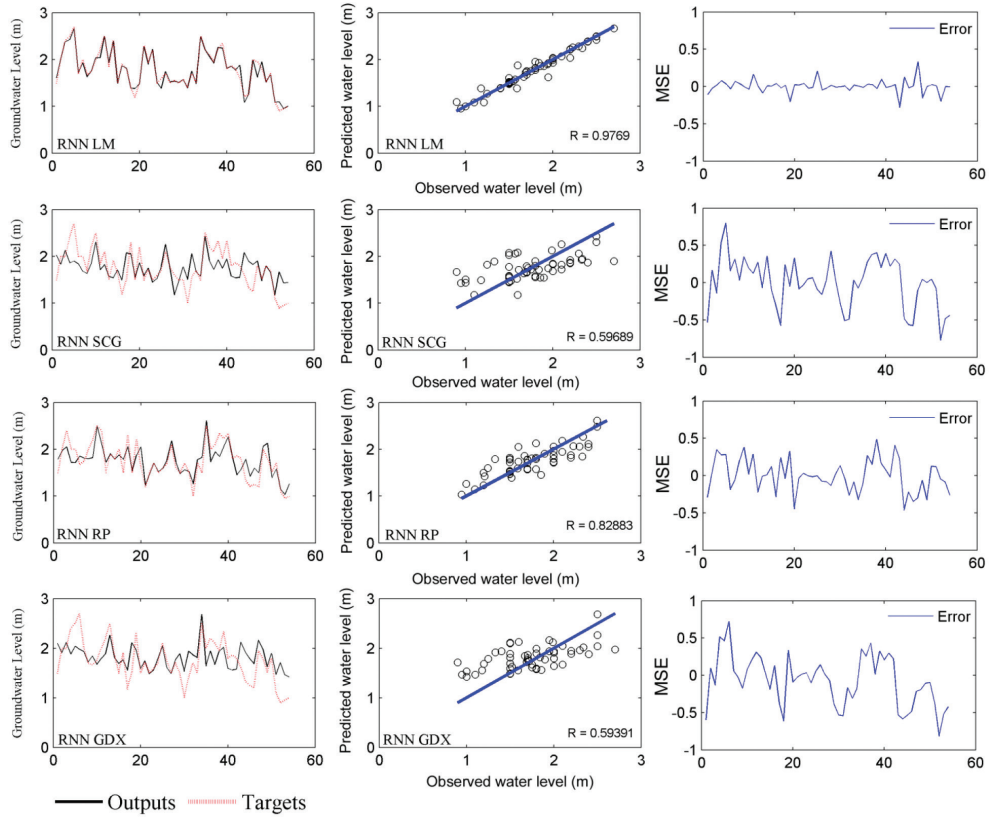 Groundwater Level (m)
3
2
1
0
0 20 40 60
RNN LM
Predicted water level (m)
3
2
1
0
0 1 2 3
RNN LM
R = 0.9769
Observed water level (m)
MSE
1
0.5
0
-0.5
-1
0 20 40 60
Error
Groundwater Level (m)
3
2
1
0
0 20 40 60
RNN SCG
Predicted water level (m)
3
2
1
0
0 1 2 3
RNN SCG
R = 0.59689
Observed water level (m)
MSE
1
0.5
0
-0.5
-1
0 20 40 60
Error
Groundwater Level (m)
3
2
1
0
0 20 40 60
RNN RP
Predicted water level (m)
3
2
1
0
0 1 2 3
RNN RP
R = 0.82883
Observed water level (m)
MSE
1
0.5
0
-0.5
-1
0 20 40 60
Error
Groundwater Level (m)
3
2
1
0
0 20 40 60
RNN GDX
Predicted water level (m)
3
2
1
0
0 1 2 3
RNN GDX
R = 0.59391
Observed water level (m)
MSE
1
0.5
0
-0.5
-1
0 20 40 60
Error
Outputs Targets